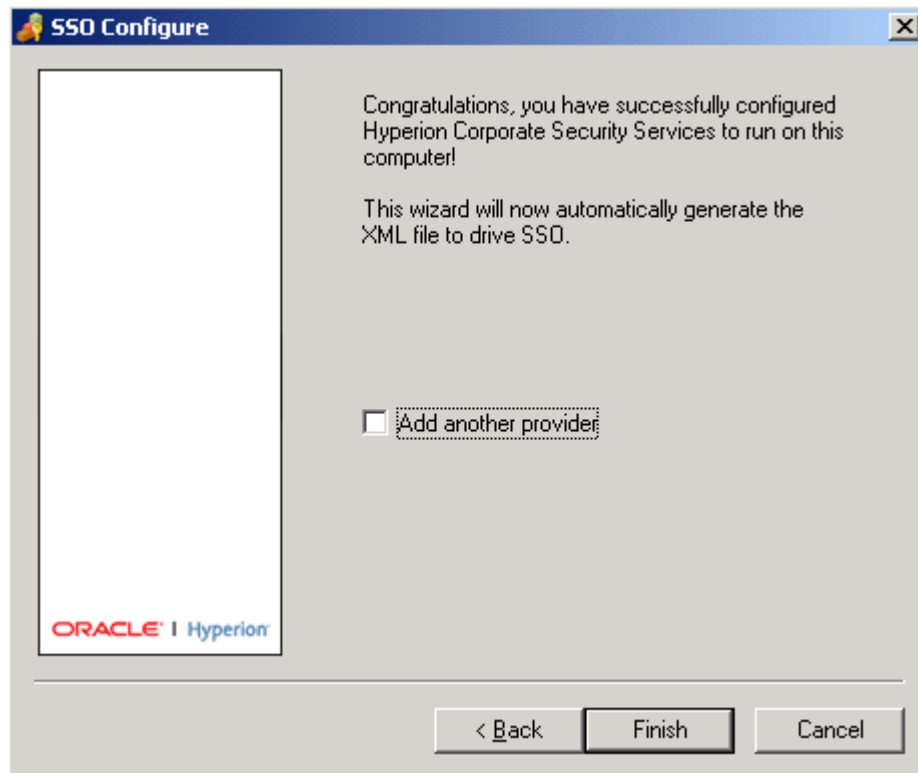 SSO Configure
Congratulations, you have successfully configured
Hyperion Corporate Security Services to run on this
computer!
This wizard will now automatically generate the
XML file to drive SSO.
Add another provider
ORACLE' | Hyperion
< Back
Finish
Cancel